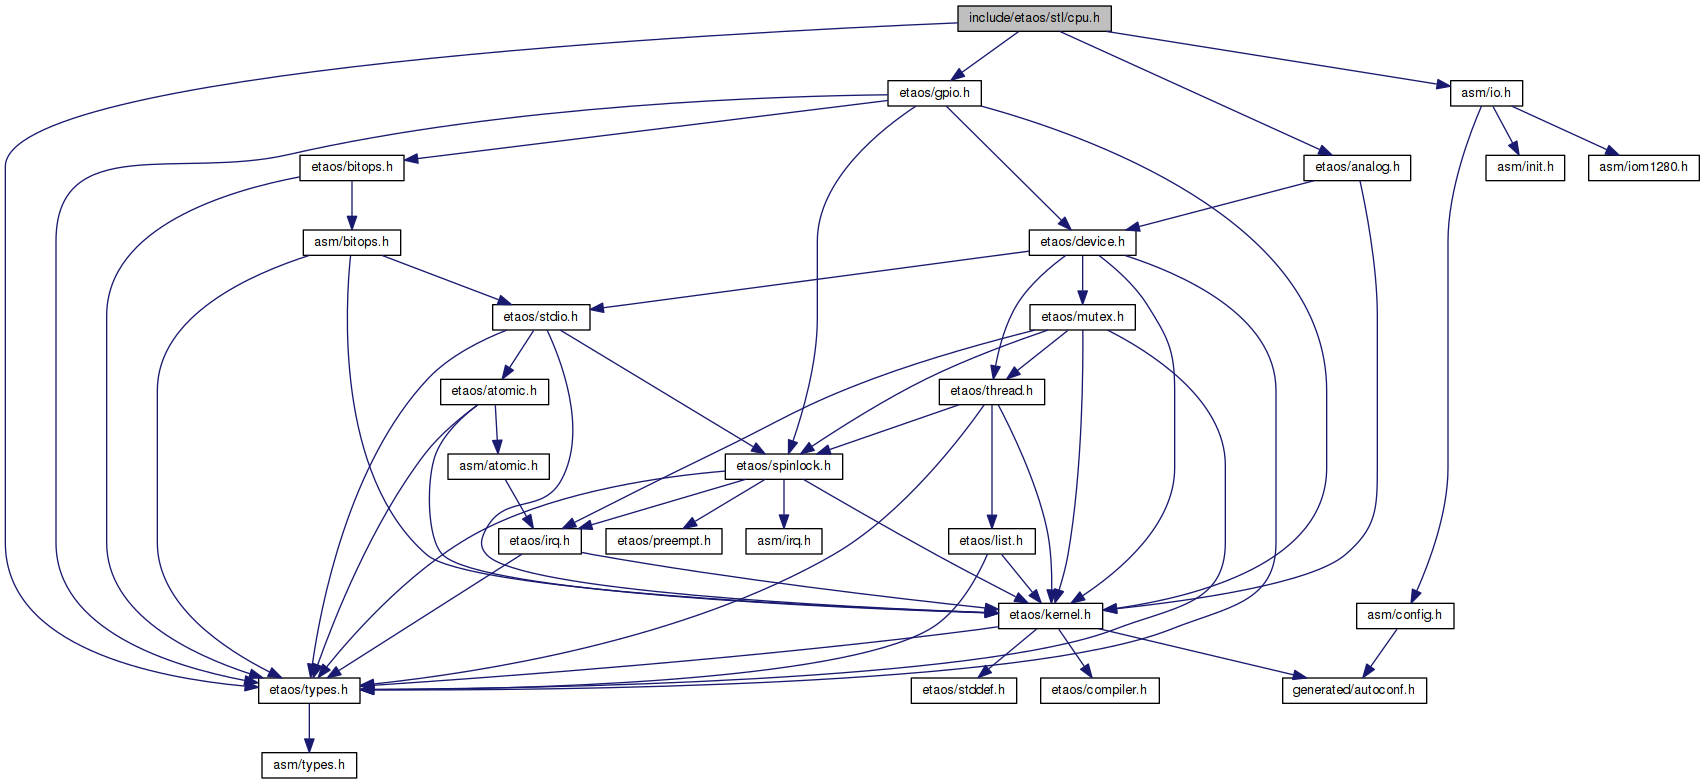 include/etaos/stl/cpu.h
etaos/gpio.h
asm/io.h
etaos/bitops.h
etaos/analog.h
asm/init.h
asm/iom1280.h
asm/bitops.h
etaos/device.h
etaos/stdio.h
etaos/mutex.h
etaos/atomic.h
etaos/thread.h
asm/atomic.h
etaos/spinlock.h
etaos/irq.h
etaos/preempt.h
asm/irq.h
etaos/list.h
etaos/kernel.h
asm/config.h
etaos/types.h
etaos/stddef.h
etaos/compiler.h
generated/autoconf.h
asm/types.h